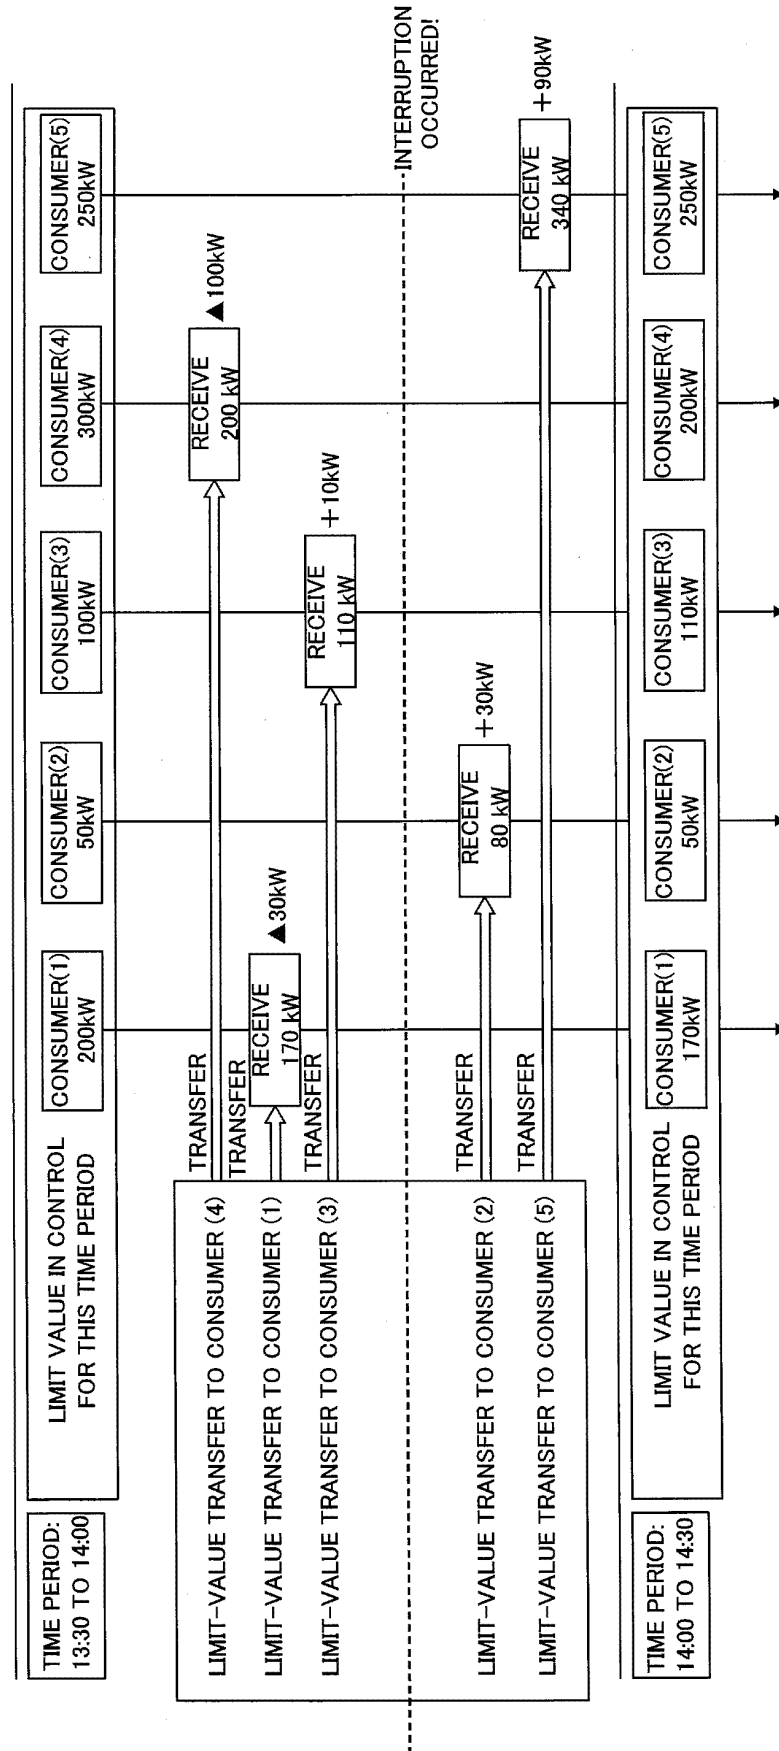 TIME PERIOD:
13:30 TO 14:00
LIMIT VALUE IN CONTROL
FOR THIS TIME PERIOD
CONSUMER(1)
200kW
CONSUMER(2)
50kW
CONSUMER(3)
100kW
CONSUMER(4)
300kW
CONSUMER(5)
250kW
LIMIT-VALUE TRANSFER TO CONSUMER (4)
TRANSFER
RECEIVE
200 kW
▲100kW
LIMIT-VALUE TRANSFER TO CONSUMER (1)
TRANSFER
RECEIVE
170 kW
▲30kW
LIMIT-VALUE TRANSFER TO CONSUMER (3)
TRANSFER
RECEIVE
110 kW
+10kW
INTERRUPTION
OCCURRED!
LIMIT-VALUE TRANSFER TO CONSUMER (2)
TRANSFER
RECEIVE
80 kW
+30kW
LIMIT-VALUE TRANSFER TO CONSUMER (5)
TRANSFER
RECEIVE
340 kW
+90kW
TIME PERIOD:
14:00 TO 14:30
LIMIT VALUE IN CONTROL
FOR THIS TIME PERIOD
CONSUMER(1)
170kW
CONSUMER(2)
50kW
CONSUMER(3)
110kW
CONSUMER(4)
200kW
CONSUMER(5)
250kW